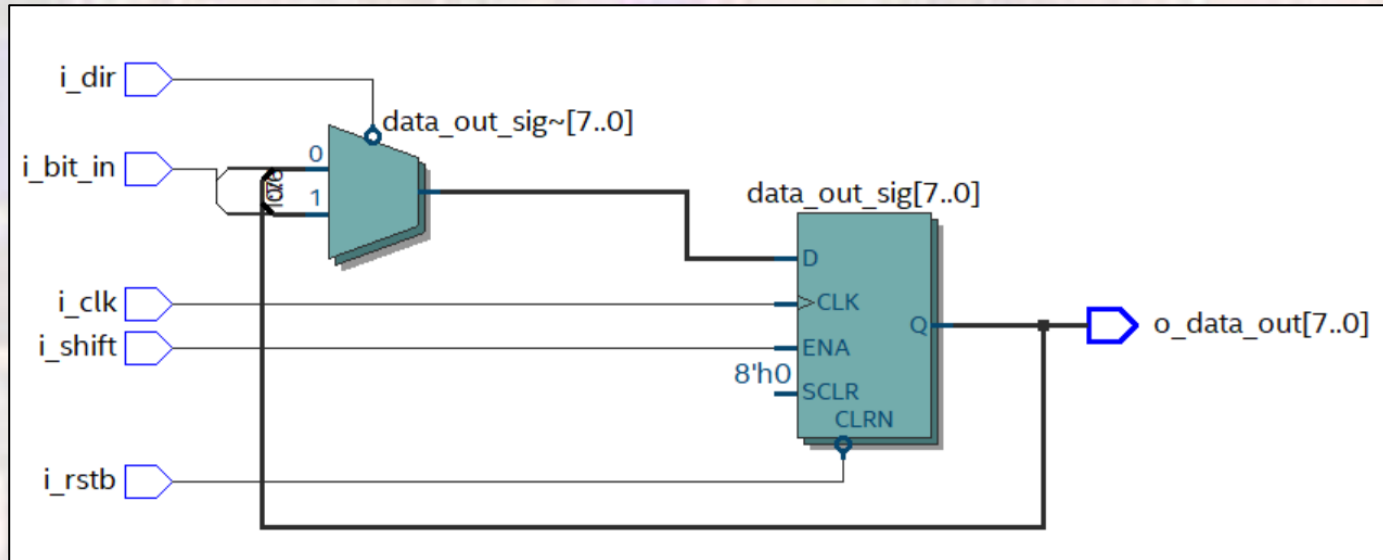 i_dir
data_out_sig~[7..0]
i_bit_in
0
1
data_out_sig[7..0]
D
i_clk
CLK
Q
o_data_out[7..0]
i_shift
ENA
8'h0
SCLR
CLRN
i_rstb